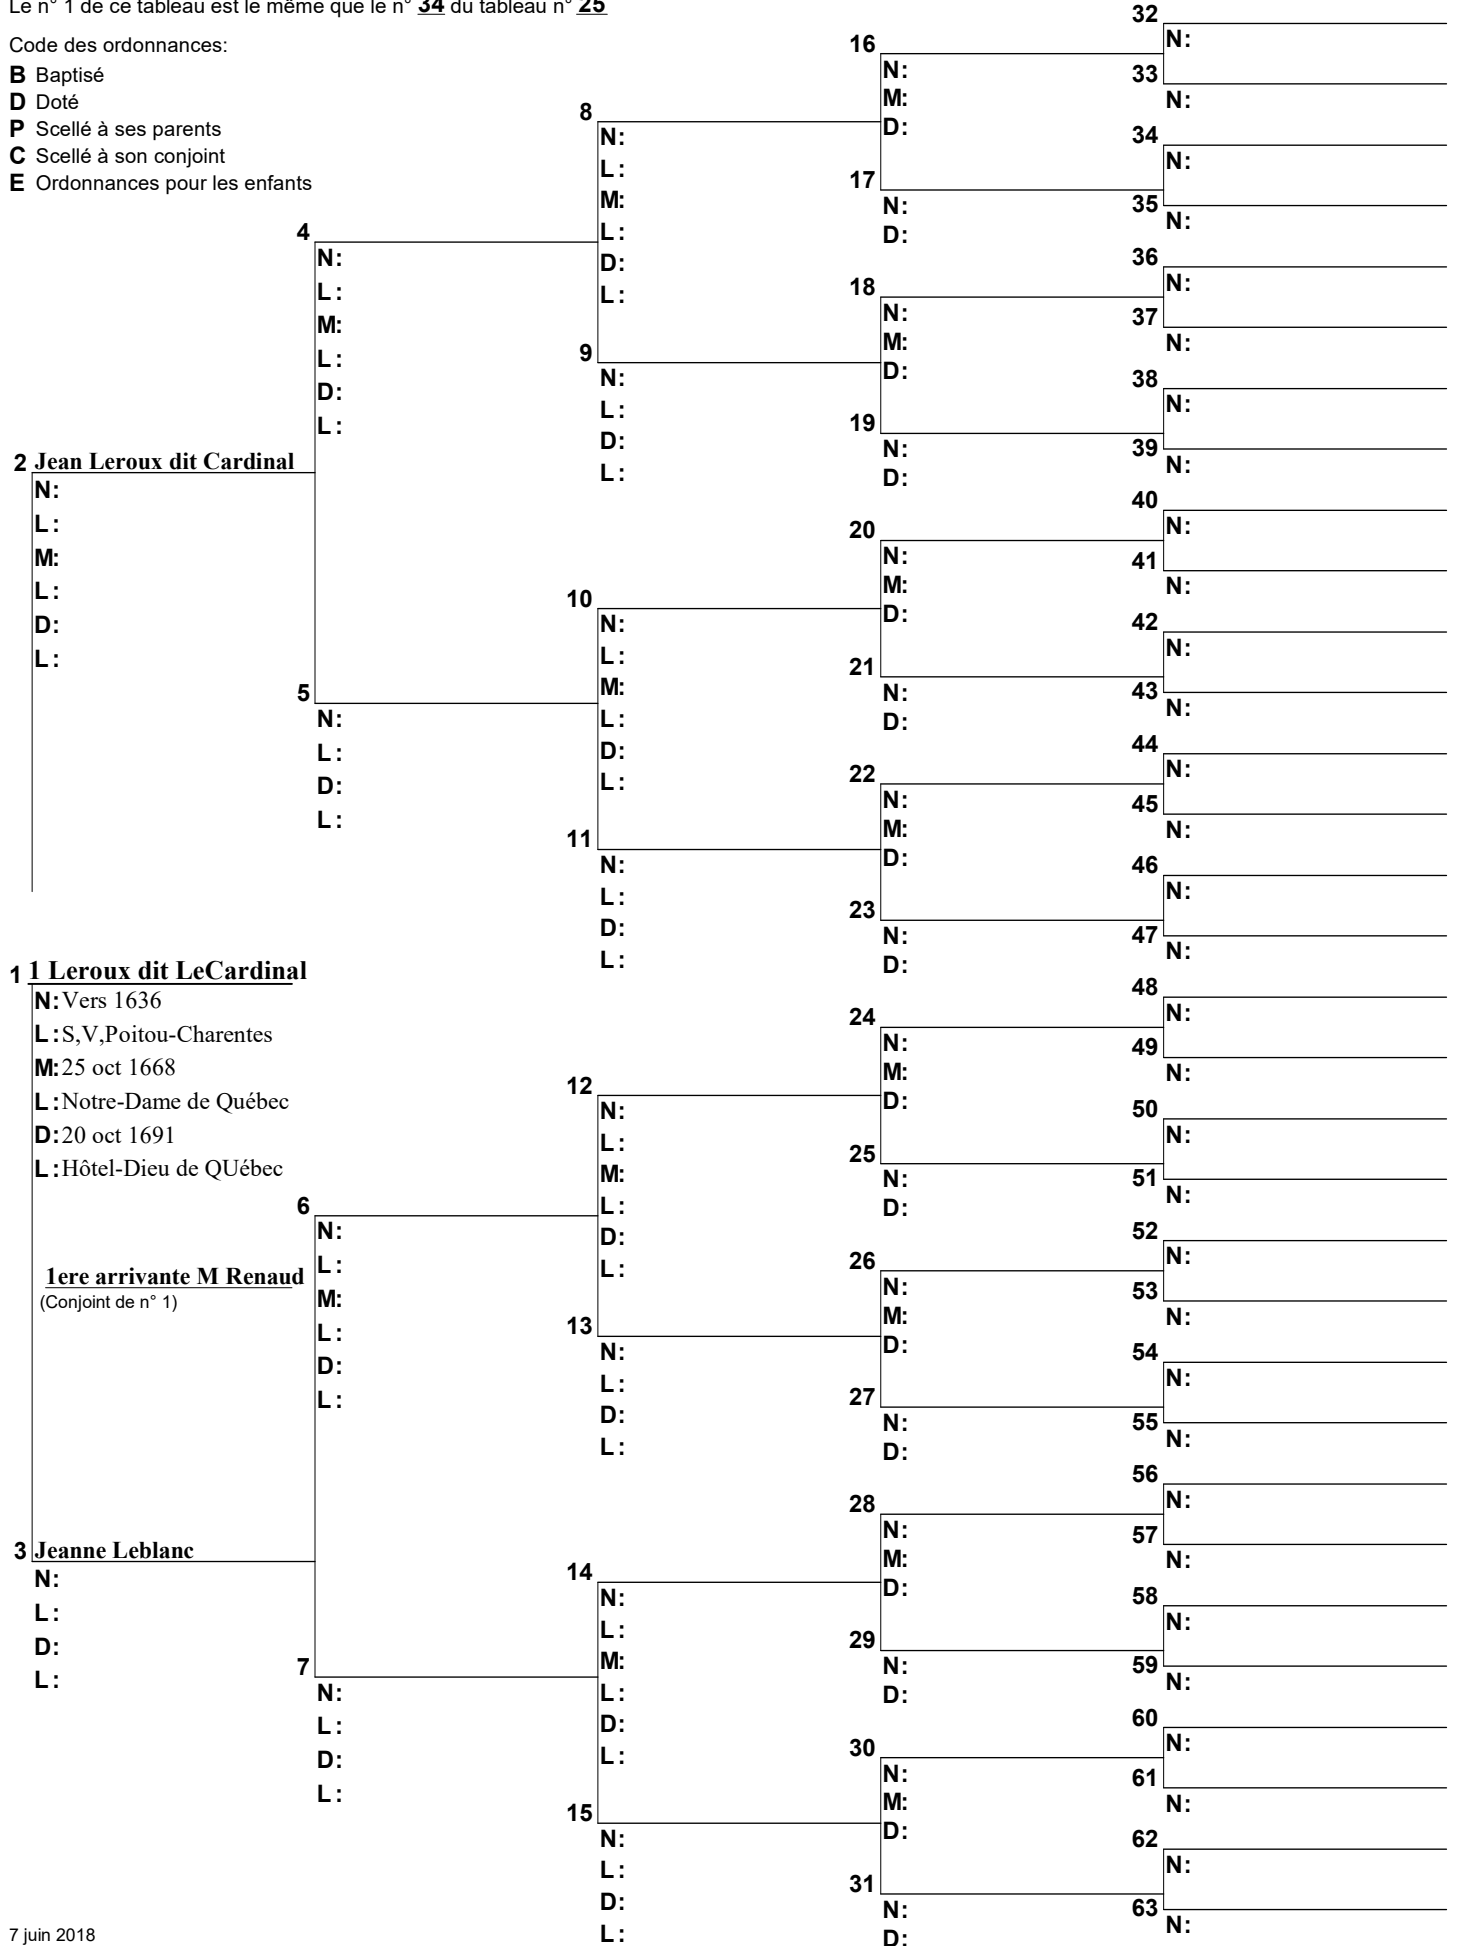 Le n° 1 de ce tableau est le même que le n° 34 du tableau n° 25
Code des ordonnances:
B Baptisé
D Doté
P Scellé à ses parents
C Scellé à son conjoint
E Ordonnances pour les enfants
2 Jean Leroux dit Cardinal
N:
L:
M:
L:
D:
L:
1 1 Leroux dit LeCardinal
N: Vers 1636
L: S,V,Poitou-Charentes
M: 25 oct 1668
L: Notre-Dame de Québec
D: 20 oct 1691
L: Hôtel-Dieu de QUébec
1ere arrivante M Renaud
(Conjoint de n° 1)
3 Jeanne Leblanc
N:
L:
D:
L:
4
N:
L:
M:
L:
D:
L:
5
N:
L:
D:
L:
6
N:
L:
M:
L:
D:
L:
7
N:
L:
D:
L:
8
N:
L:
M:
L:
D:
L:
9
N:
L:
D:
L:
10
N:
L:
M:
L:
D:
L:
11
N:
L:
D:
L:
12
N:
L:
M:
L:
D:
L:
13
N:
L:
D:
L:
14
N:
L:
M:
L:
D:
L:
15
N:
L:
D:
L:
16
N:
M:
D:
17
N:
D:
18
N:
M:
D:
19
N:
D:
20
N:
M:
D:
21
N:
D:
22
N:
M:
D:
23
N:
D:
24
N:
M:
D:
25
N:
D:
26
N:
M:
D:
27
N:
D:
28
N:
M:
D:
29
N:
D:
30
N:
M:
D:
31
N:
D:
32
N:
33
N:
34
N:
35
N:
36
N:
37
N:
38
N:
39
N:
40
N:
41
N:
42
N:
43
N:
44
N:
45
N:
46
N:
47
N:
48
N:
49
N:
50
N:
51
N:
52
N:
53
N:
54
N:
55
N:
56
N:
57
N:
58
N:
59
N:
60
N:
61
N:
62
N:
63
N:
7 juin 2018